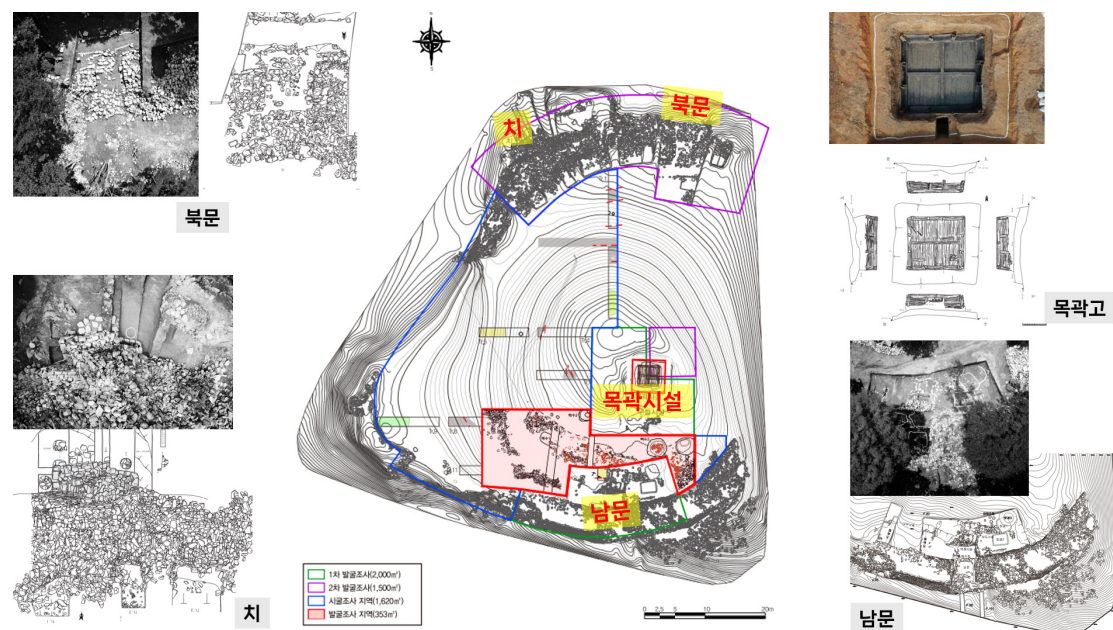 북문
치
북문
목곽고
목곽시설
남문
1차 발굴조사(2,000㎡)
2차 발굴조사(1,500㎡)
시굴조사 지역(1,620㎡)
발굴조사 지역(353㎡)
0 2.5 5 10 20m
치
남문